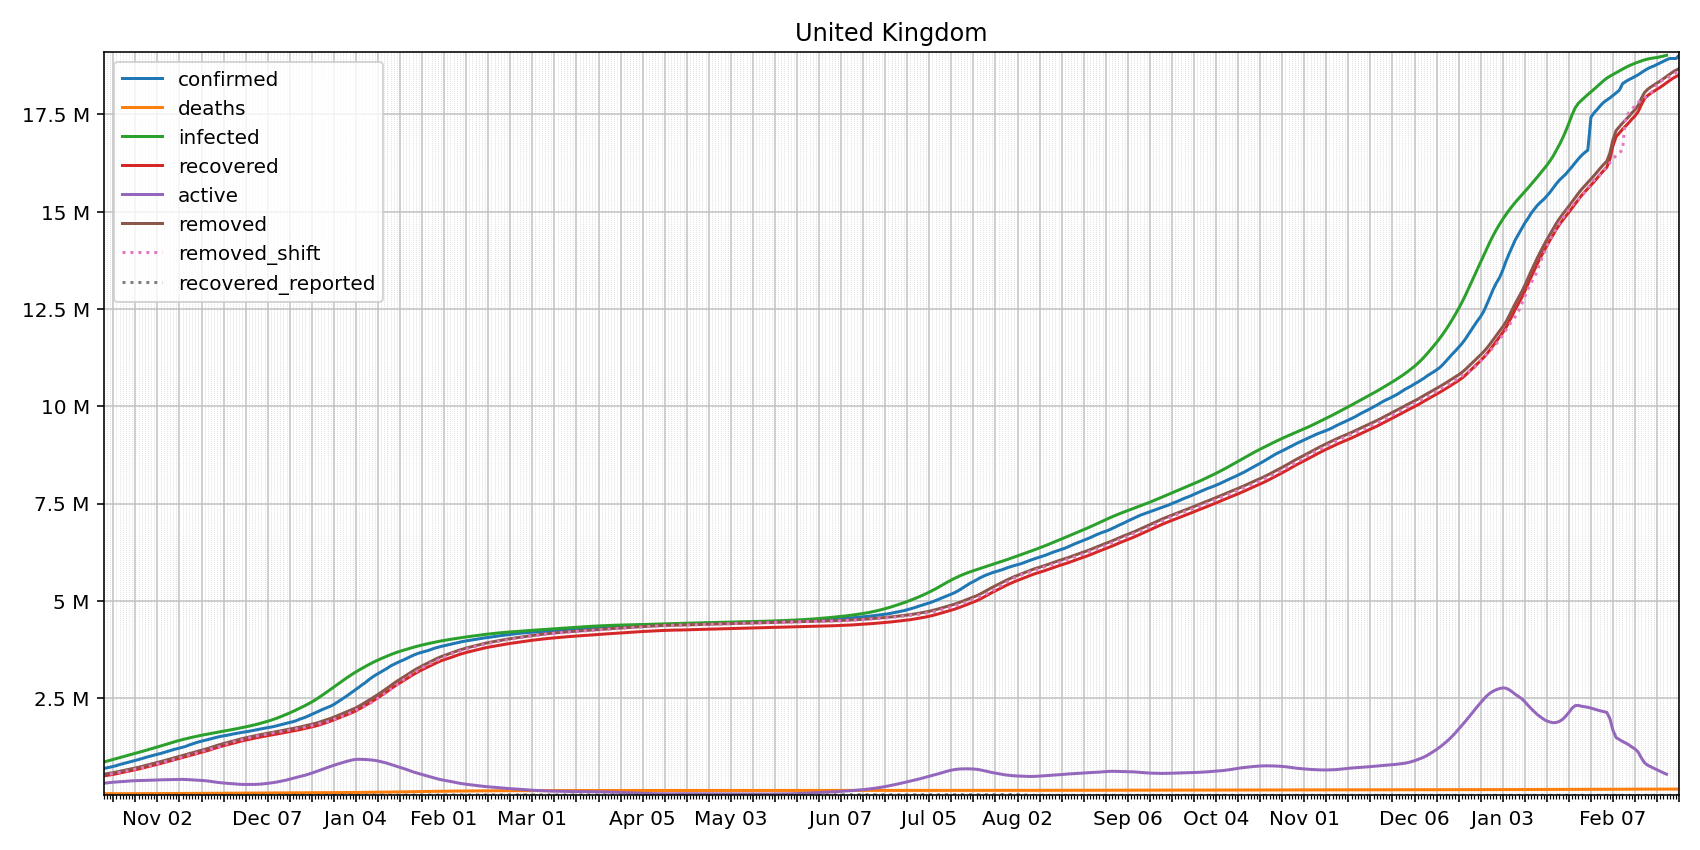 United Kingdom
confirmed
deaths
infected
recovered
active
removed
removed_shift
recovered_reported
17.5 M
15 M
12.5 M
10 M
7.5 M
5 M
2.5 M
Nov 02 Dec 07 Jan 04 Feb 01 Mar 01 Apr 05 May 03 Jun 07 Jul 05 Aug 02 Sep 06 Oct 04 Nov 01 Dec 06 Jan 03 Feb 07